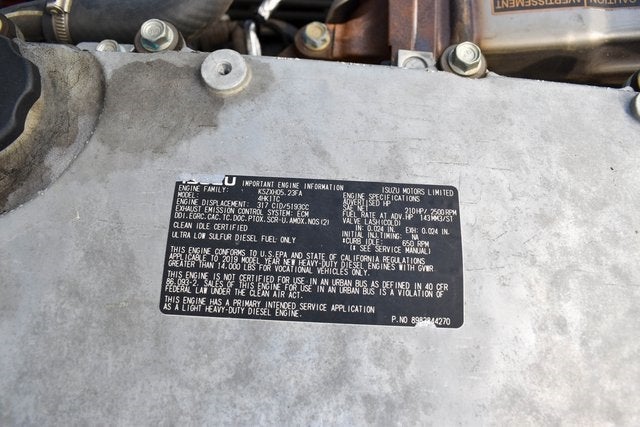 CAUTION
AVERTISSEMENT
ISUZU IMPORTANT ENGINE INFORMATION ISUZU MOTORS LIMITED
ENGINE FAMILY: KSZXH05.23FA ENGINE SPECIFICATIONS
4HK1TC ADVERTISED HP
ENGINE DISPLACEMENT: 317 CID/5193CC SAE NET 210HP/2500RPM
EXHAUST EMISSION CONTROL SYSTEM: ECM FUEL RATE AT ADV.HP 143MM3/ST
DDI.EGRC.CAC.TC.DOC.PTOX.SCR-U.AMOX.NOS(2) VALVE LASH(COLD)
IN: 0.024 IN. EXH: 0.024 IN.
CLEAN IDLE CERTIFIED INITIAL INJ.TIMING: NA
ULTRA LOW SULFUR DIESEL FUEL ONLY *CURB IDLE: 650 RPM
(* SEE SERVICE MANUAL)
THIS ENGINE CONFORMS TO U.S.EPA AND STATE OF CALIFORNIA REGULATIONS
APPLICABLE TO 2019 MODEL YEAR NEW HEAVY-DUTY DIESEL ENGINES WITH GVWR
GREATER THAN 14,000 LBS FOR VOCATIONAL VEHICLES ONLY.
THIS ENGINE IS NOT CERTIFIED FOR USE IN AN URBAN BUS AS DEFINED IN 40 CFR
86.093-2. SALES OF THIS ENGINE FOR USE IN AN URBAN BUS IS A VIOLATION OF
FEDERAL LAW UNDER THE CLEAN AIR ACT.
THIS ENGINE HAS A PRIMARY INTENDED SERVICE APPLICATION
AS A LIGHT HEAVY-DUTY DIESEL ENGINE.
P.NO